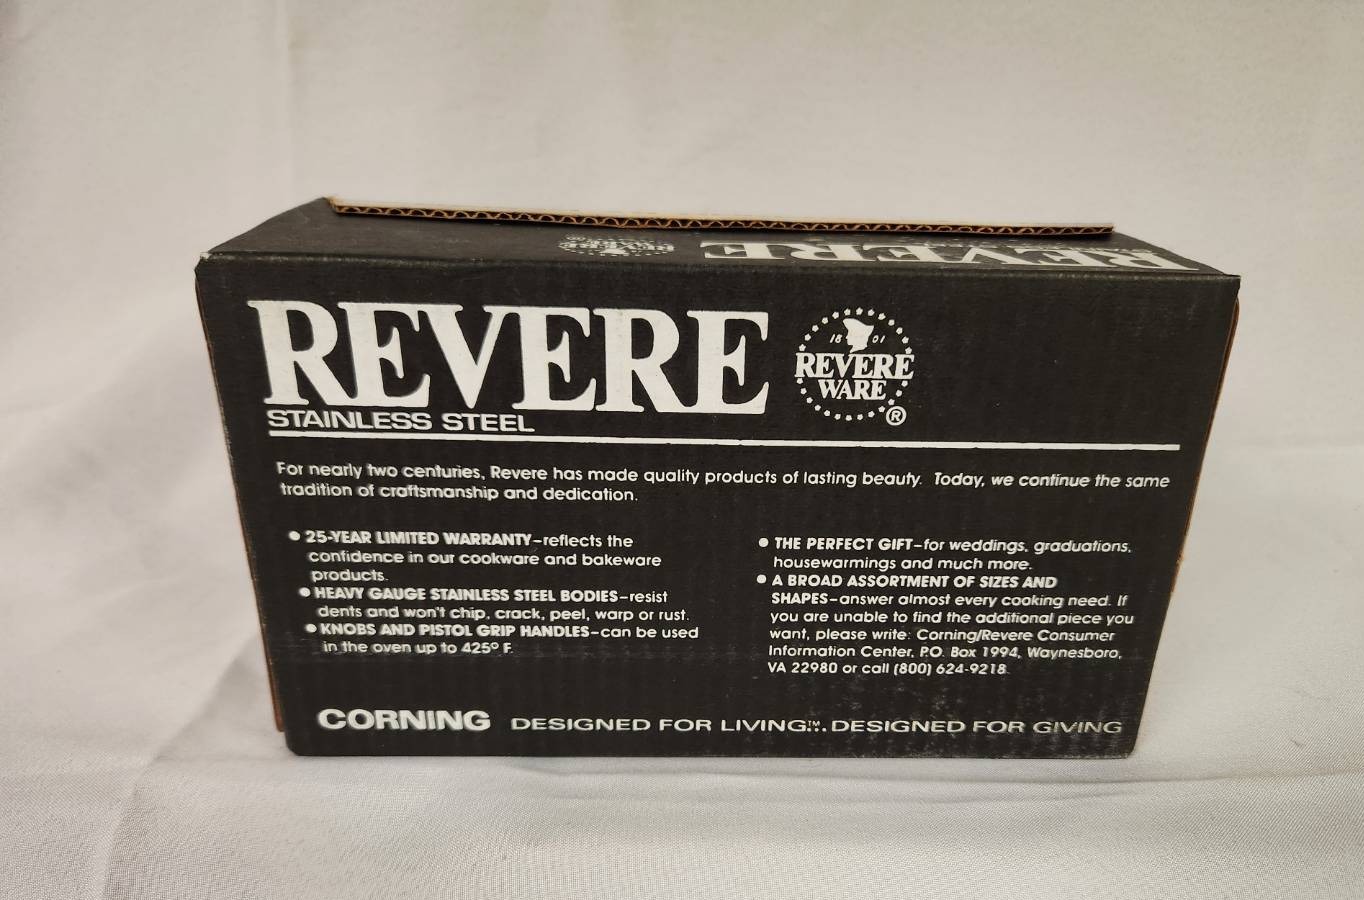 REVERE
REVERE
REVERE
STAINLESS STEEL
18 01
REVERE
WARE
®
For nearly two centuries, Revere has made quality products of lasting beauty. Today, we continue the same
tradition of craftsmanship and dedication.
● 25-YEAR LIMITED WARRANTY–reflects the
confidence in our cookware and bakeware
products.
● HEAVY GAUGE STAINLESS STEEL BODIES–resist
dents and won't chip, crack, peel, warp or rust.
● KNOBS AND PISTOL GRIP HANDLES–can be used
in the oven up to 425° F.
● THE PERFECT GIFT–for weddings, graduations,
housewarmings and much more.
● A BROAD ASSORTMENT OF SIZES AND
SHAPES–answer almost every cooking need. If
you are unable to find the additional piece you
want, please write: Corning/Revere Consumer
Information Center, P.O. Box 1994, Waynesboro,
VA 22980 or call (800) 624-9218.
CORNING DESIGNED FOR LIVING™...DESIGNED FOR GIVING